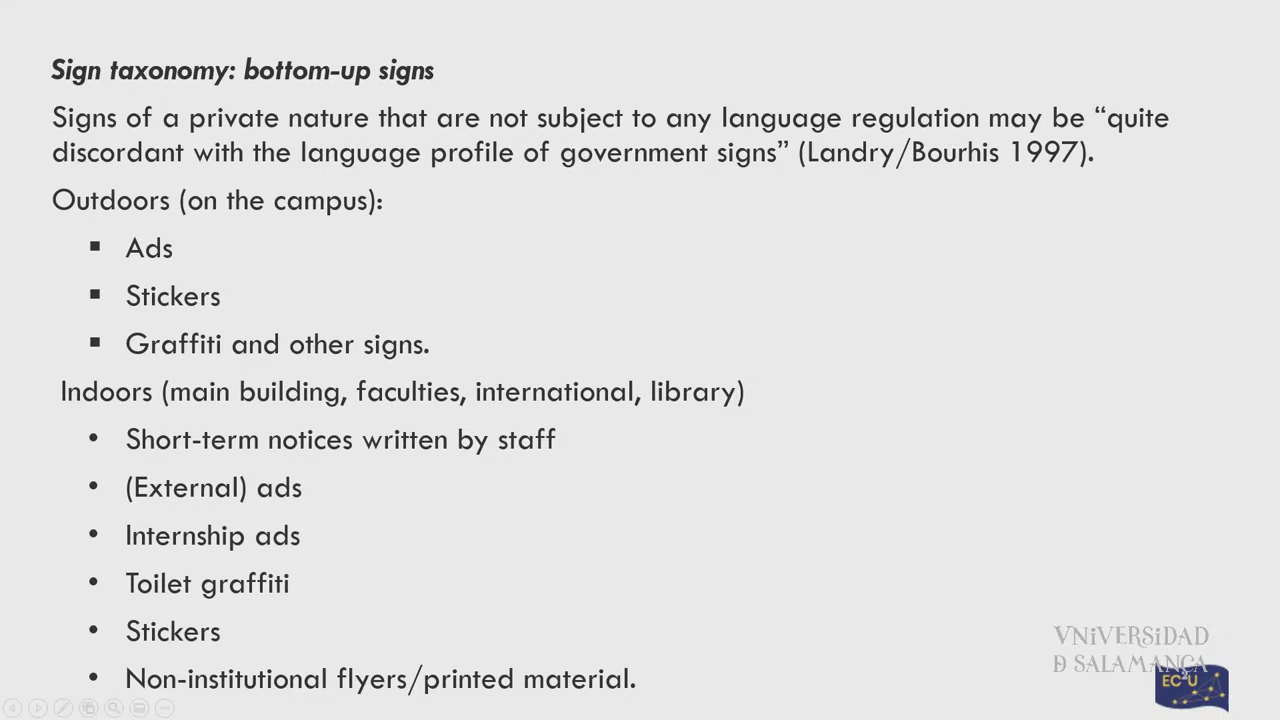 Sign taxonomy: bottom-up signs
Signs of a private nature that are not subject to any language regulation may be “quite
discordant with the language profile of government signs” (Landry/Bourhis 1997).
Outdoors (on the campus):
▪ Ads
▪ Stickers
▪ Graffiti and other signs.
Indoors (main building, faculties, international, library)
• Short-term notices written by staff
• (External) ads
• Internship ads
• Toilet graffiti
• Stickers
• Non-institutional flyers/printed material.
VNiVERSiDAD
Ð SALAMANCA
EC2U